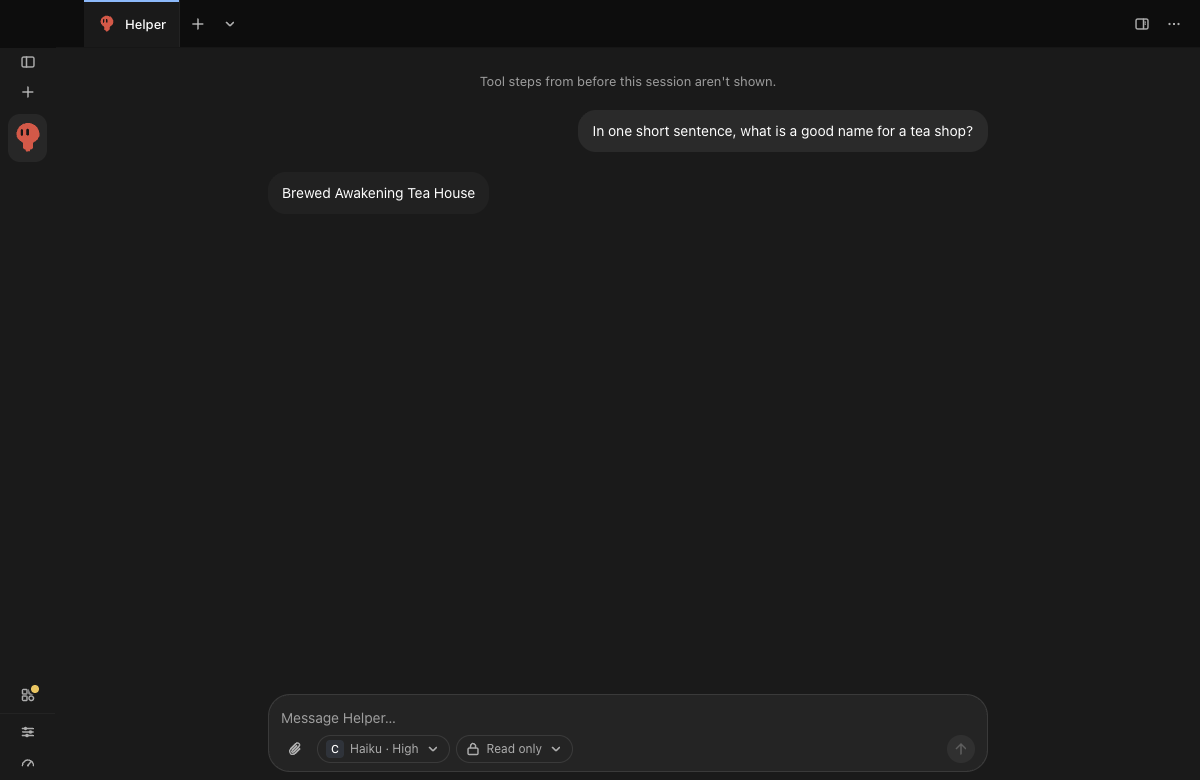 Helper
Tool steps from before this session aren't shown.
In one short sentence, what is a good name for a tea shop?
Brewed Awakening Tea House
Message Helper...
C Haiku · High
Read only